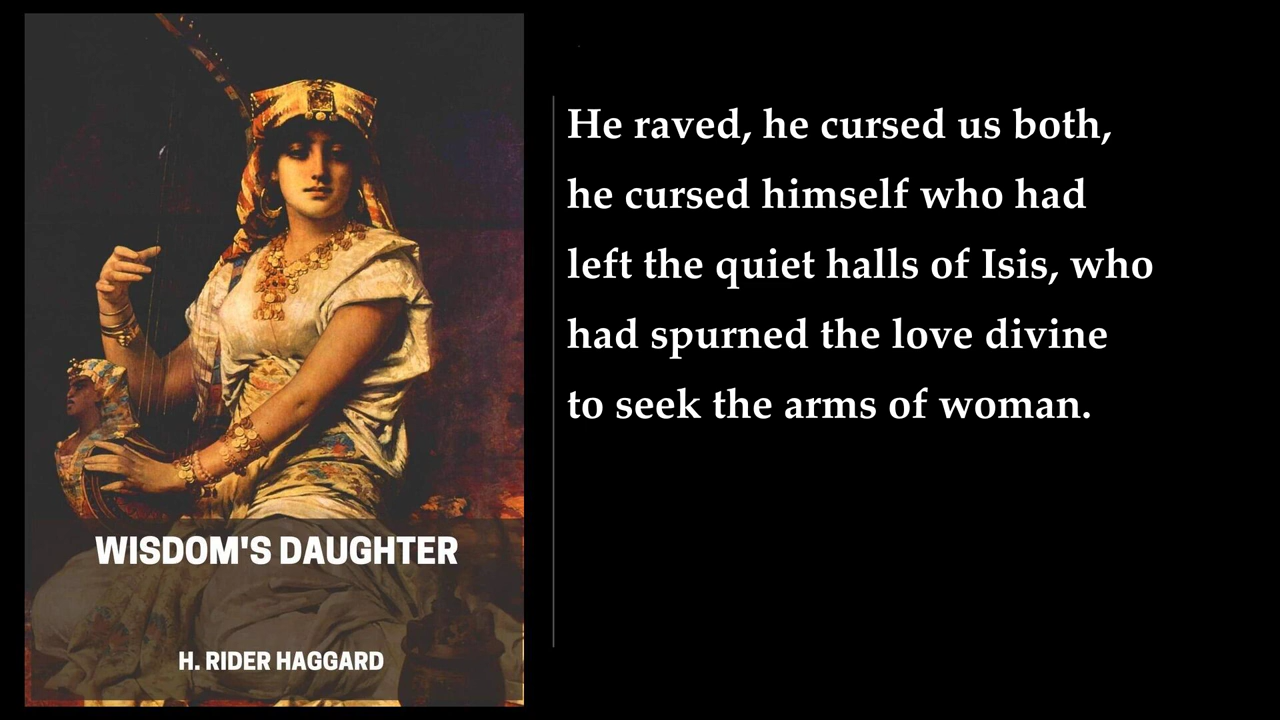 WISDOM'S DAUGHTER
H. RIDER HAGGARD
He raved, he cursed us both,
he cursed himself who had
left the quiet halls of Isis, who
had spurned the love divine
to seek the arms of woman.